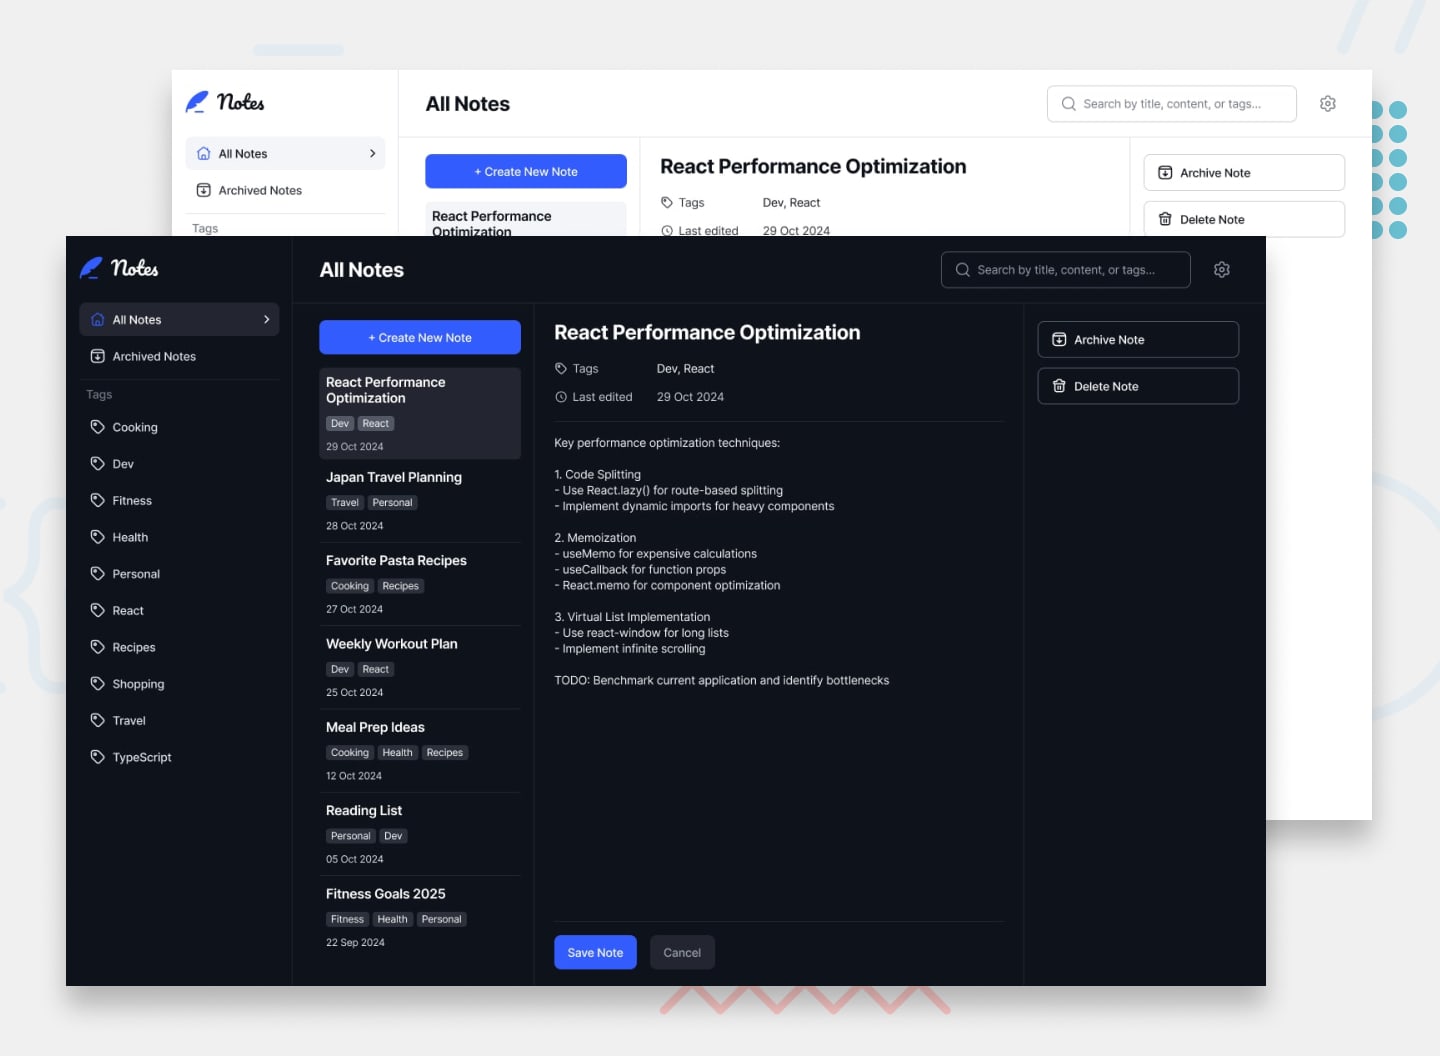 Notes
All Notes
Archived Notes
Tags
All Notes
Search by title, content, or tags...
+ Create New Note
React Performance
Optimization
React Performance Optimization
Tags
Dev, React
Last edited
29 Oct 2024
Archive Note
Delete Note
Notes
All Notes
Archived Notes
Tags
Cooking
Dev
Fitness
Health
Personal
React
Recipes
Shopping
Travel
TypeScript
All Notes
Search by title, content, or tags...
+ Create New Note
React Performance
Optimization
Dev React
29 Oct 2024
Japan Travel Planning
Travel Personal
28 Oct 2024
Favorite Pasta Recipes
Cooking Recipes
27 Oct 2024
Weekly Workout Plan
Dev React
25 Oct 2024
Meal Prep Ideas
Cooking Health Recipes
12 Oct 2024
Reading List
Personal Dev
05 Oct 2024
Fitness Goals 2025
Fitness Health Personal
22 Sep 2024
React Performance Optimization
Tags
Dev, React
Last edited
29 Oct 2024
Key performance optimization techniques:
1. Code Splitting
- Use React.lazy() for route-based splitting
- Implement dynamic imports for heavy components
2. Memoization
- useMemo for expensive calculations
- useCallback for function props
- React.memo for component optimization
3. Virtual List Implementation
- Use react-window for long lists
- Implement infinite scrolling
TODO: Benchmark current application and identify bottlenecks
Save Note
Cancel
Archive Note
Delete Note